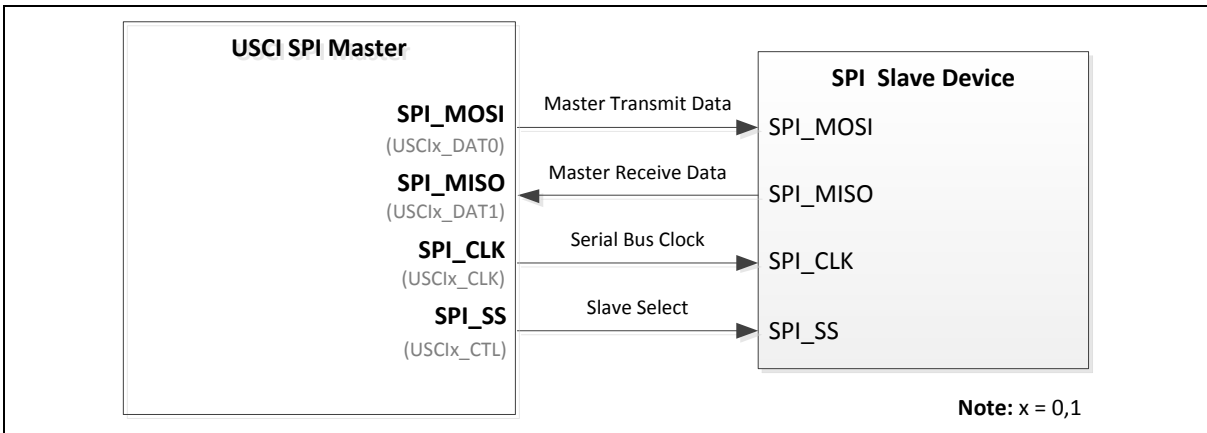 USCI SPI Master
SPI Slave Device
SPI_MOSI
(USCIx_DAT0)
Master Transmit Data
SPI_MOSI
SPI_MISO
(USCIx_DAT1)
Master Receive Data
SPI_MISO
SPI_CLK
(USCIx_CLK)
Serial Bus Clock
SPI_CLK
SPI_SS
(USCIx_CTL)
Slave Select
SPI_SS
Note: x = 0,1